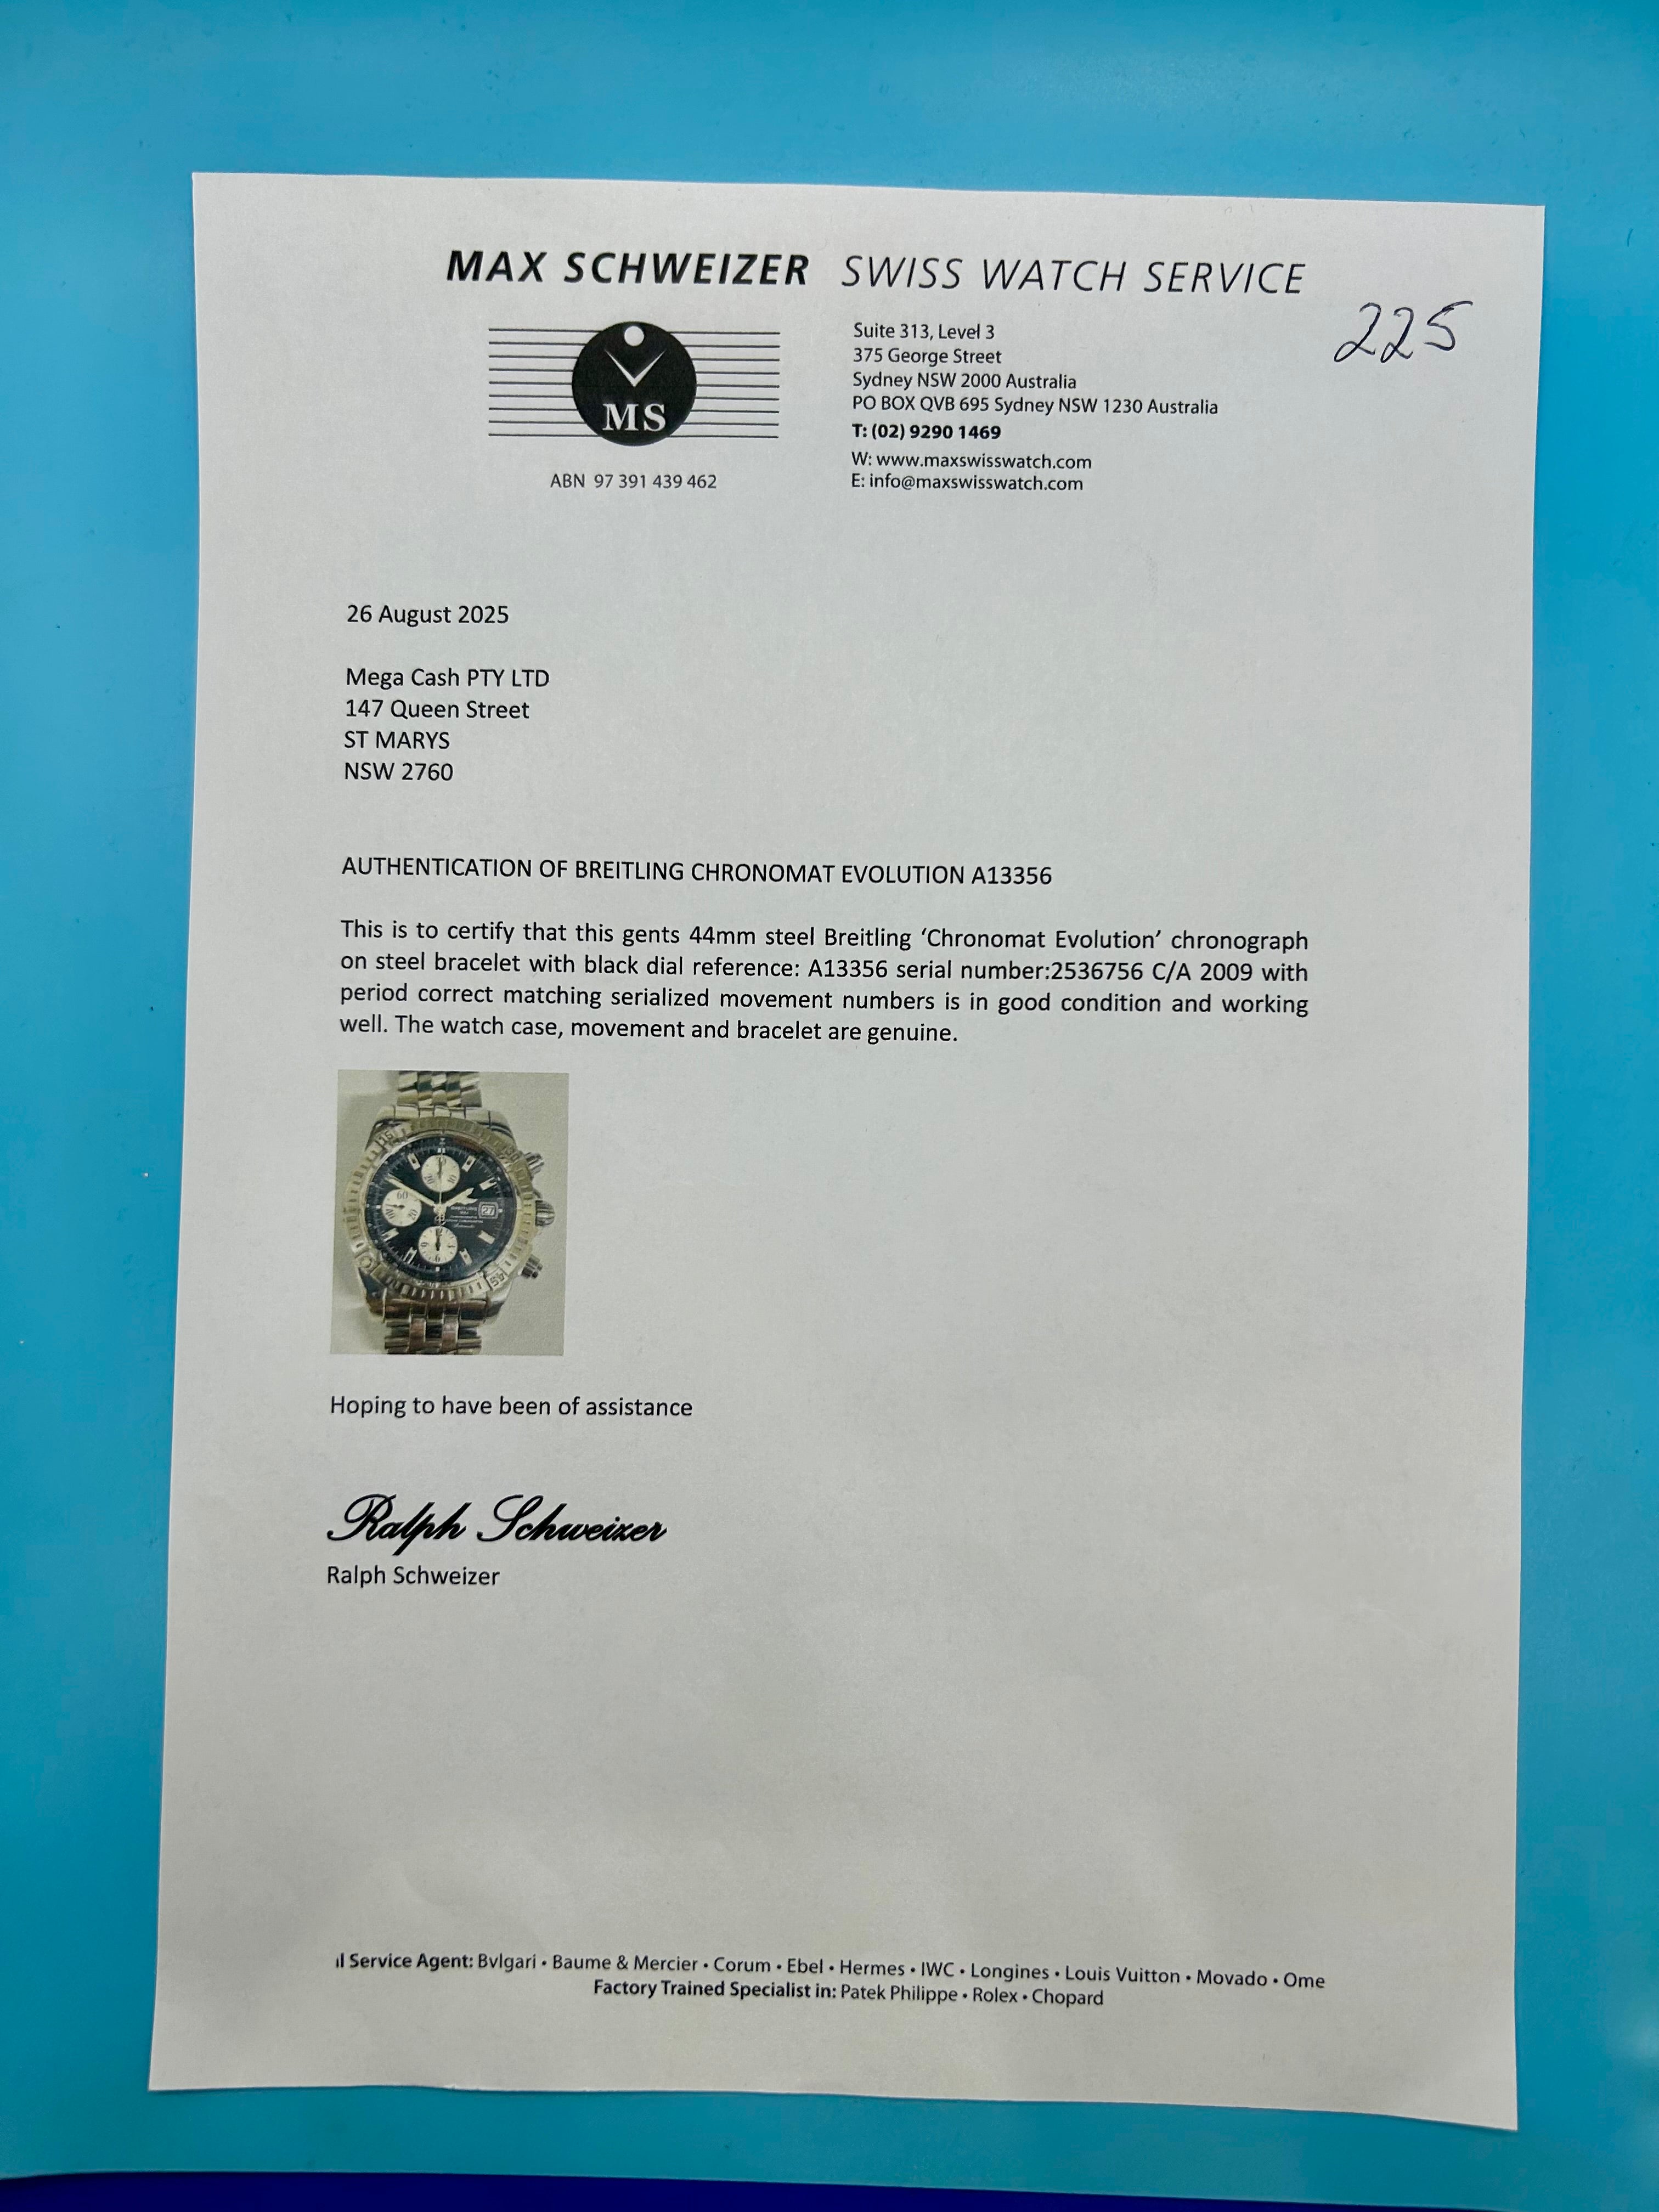 MAX SCHWEIZER SWISS WATCH SERVICE
225
MS
ABN 97 391 439 462
Suite 313, Level 3
375 George Street
Sydney NSW 2000 Australia
PO BOX QVB 695 Sydney NSW 1230 Australia
T: (02) 9290 1469
W: www.maxswisswatch.com
E: info@maxswisswatch.com
26 August 2025
Mega Cash PTY LTD
147 Queen Street
ST MARYS
NSW 2760
AUTHENTICATION OF BREITLING CHRONOMAT EVOLUTION A13356
This is to certify that this gents 44mm steel Breitling ‘Chronomat Evolution’ chronograph
on steel bracelet with black dial reference: A13356 serial number:2536756 C/A 2009 with
period correct matching serialized movement numbers is in good condition and working
well. The watch case, movement and bracelet are genuine.
60
27
Hoping to have been of assistance
Ralph Schweizer
Ralph Schweizer
l Service Agent: Bvlgari • Baume & Mercier • Corum • Ebel • Hermes • IWC • Longines • Louis Vuitton • Movado • Ome
Factory Trained Specialist in: Patek Philippe • Rolex • Chopard